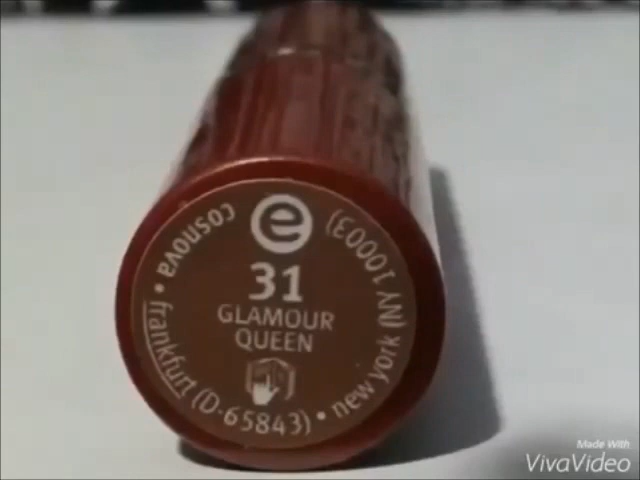 e
31
GLAMOUR
QUEEN
cosnova • frankfurt (D-65843) • new york (NY 10003)
Made With
VivaVideo